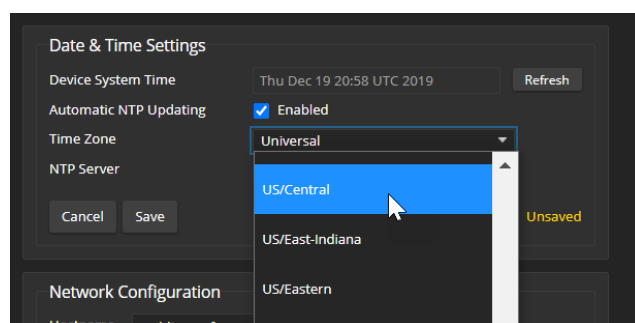 Date & Time Settings
Device System Time
Thu Dec 19 20:58 UTC 2019
Refresh
Automatic NTP Updating
Enabled
Time Zone
Universal
NTP Server
US/Central
Cancel
Save
Unsaved
US/East-Indiana
Network Configuration
US/Eastern